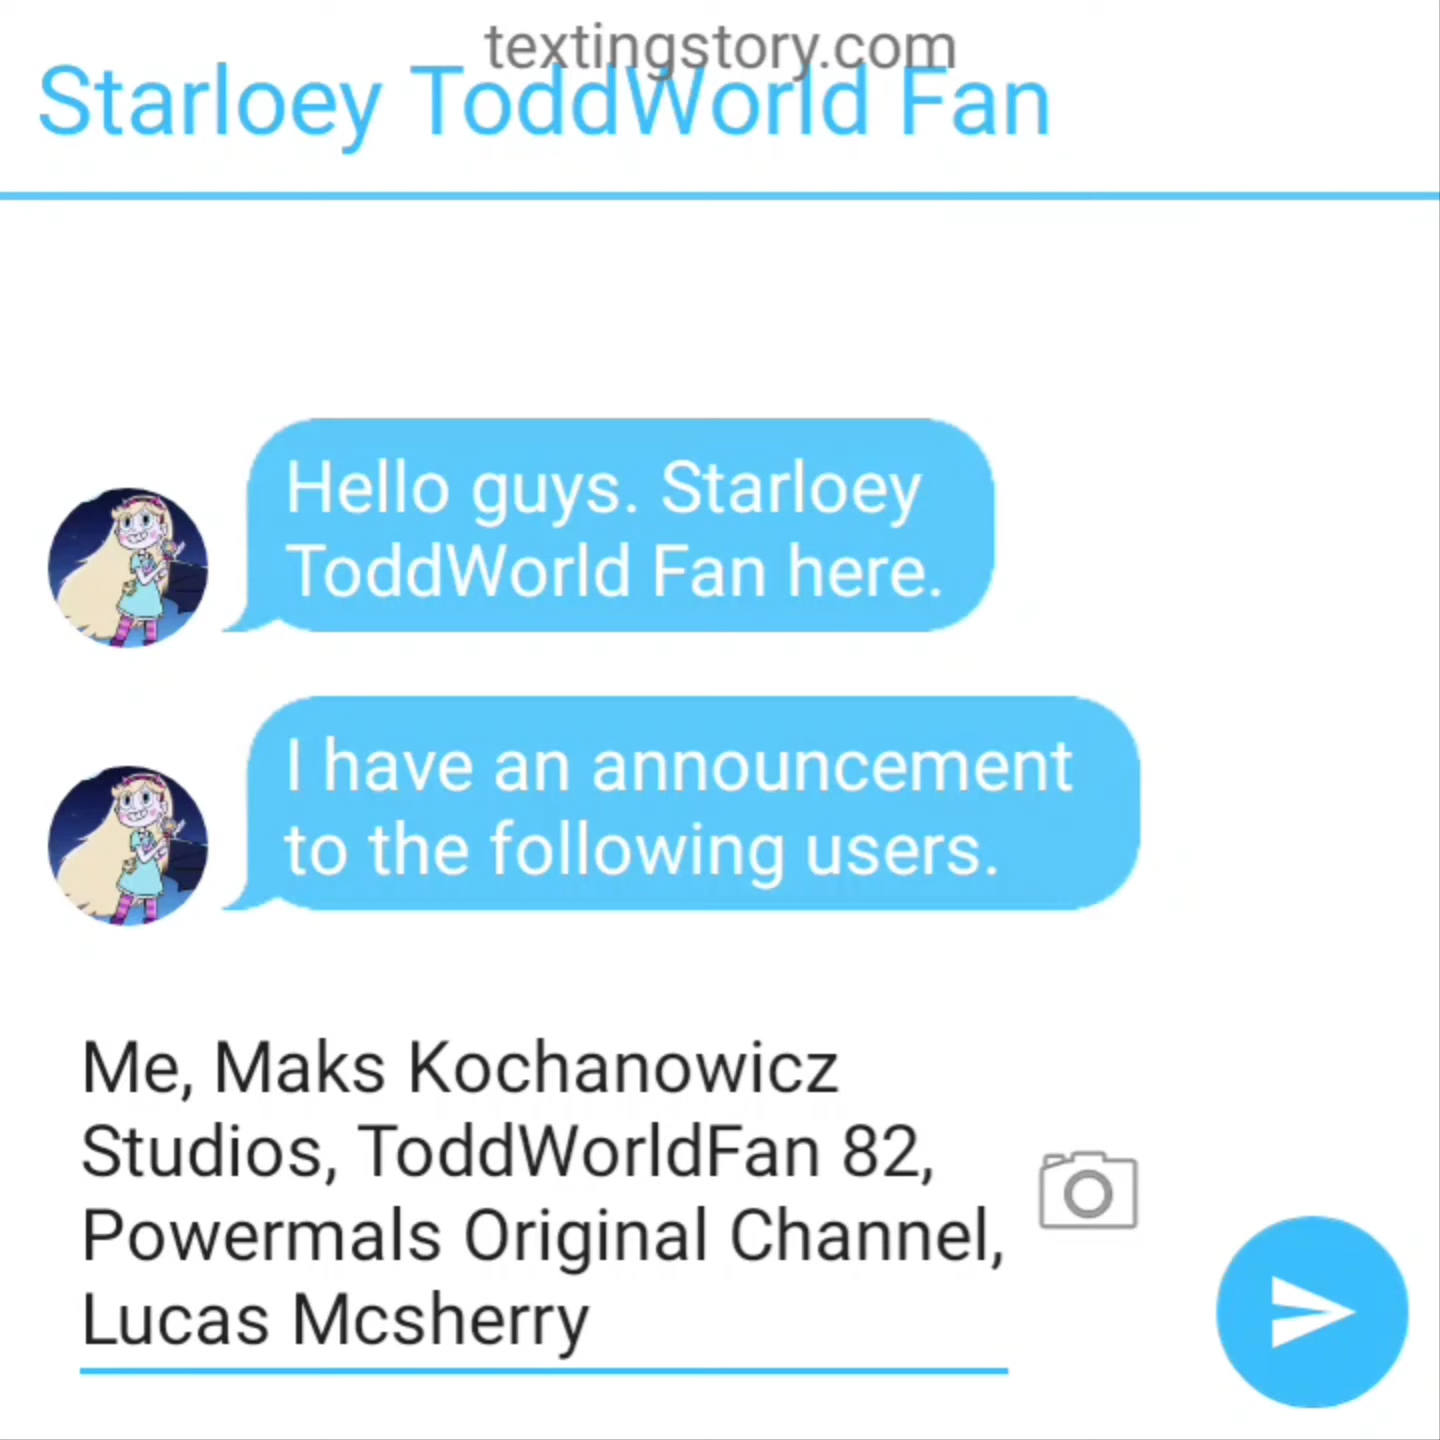 textingstory.com
Starloey ToddWorld Fan
Hello guys. Starloey
ToddWorld Fan here.
I have an announcement
to the following users.
Me, Maks Kochanowicz
Studios, ToddWorldFan 82,
Powermals Original Channel,
Lucas Mcsherry